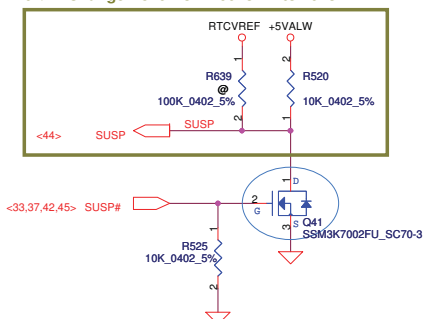 RTCVREF +5VALW
1 2
R639 R520
@
100K_0402_5% 10K_0402_5%
2 1
<44> SUSP SUSP
1 D
<33,37,42,45> SUSP# 2
G
S Q41
3 SSM3K7002FU_SC70-3
1
R525
10K_0402_5%
2